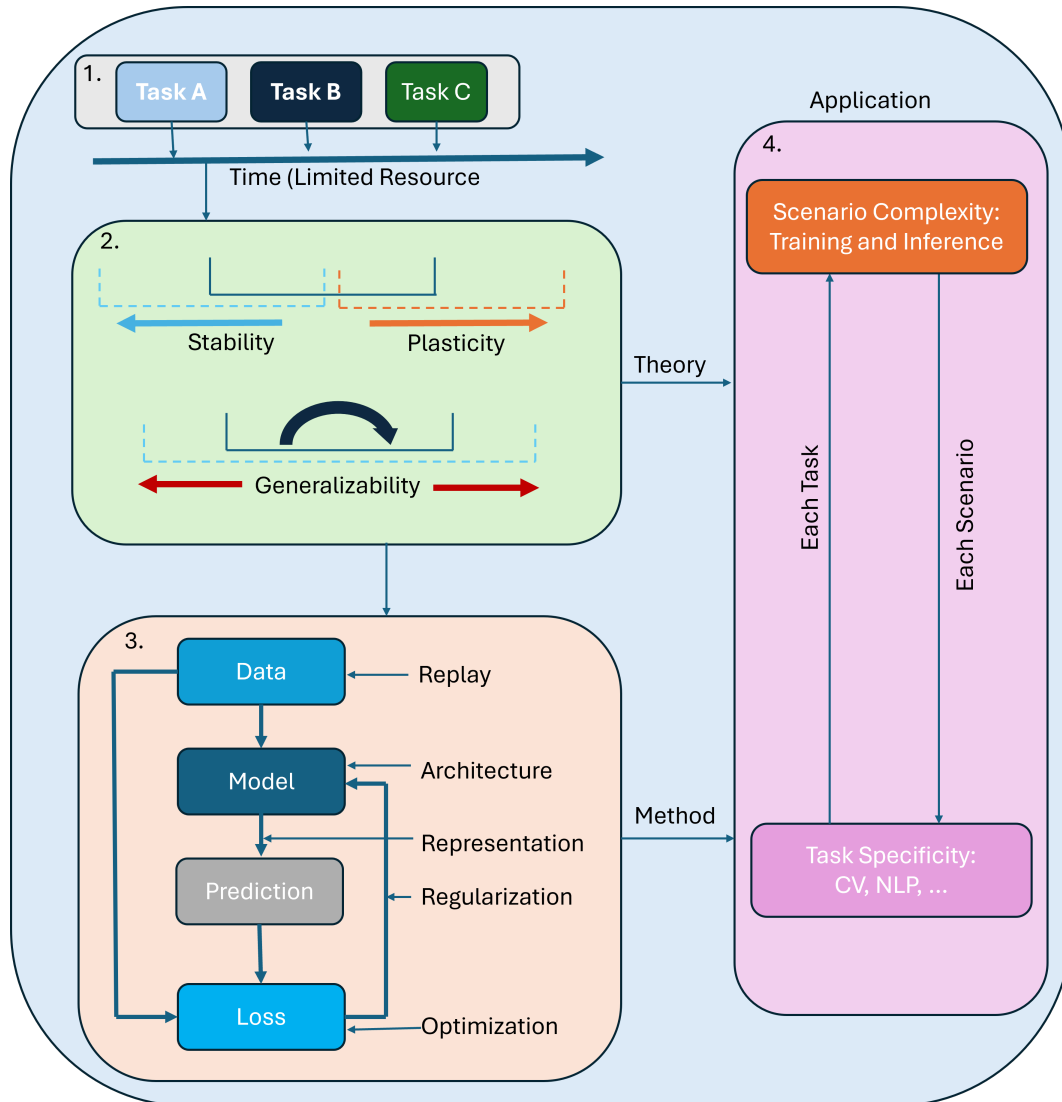 1.
Task A
Task B
Task C
Time (Limited Resource
2.
Stability
Plasticity
Generalizability
Theory
3.
Data
Replay
Model
Architecture
Representation
Prediction
Regularization
Loss
Optimization
Method
Application
4.
Scenario Complexity:
Training and Inference
Each Task
Each Scenario
Task Specificity:
CV, NLP, ...